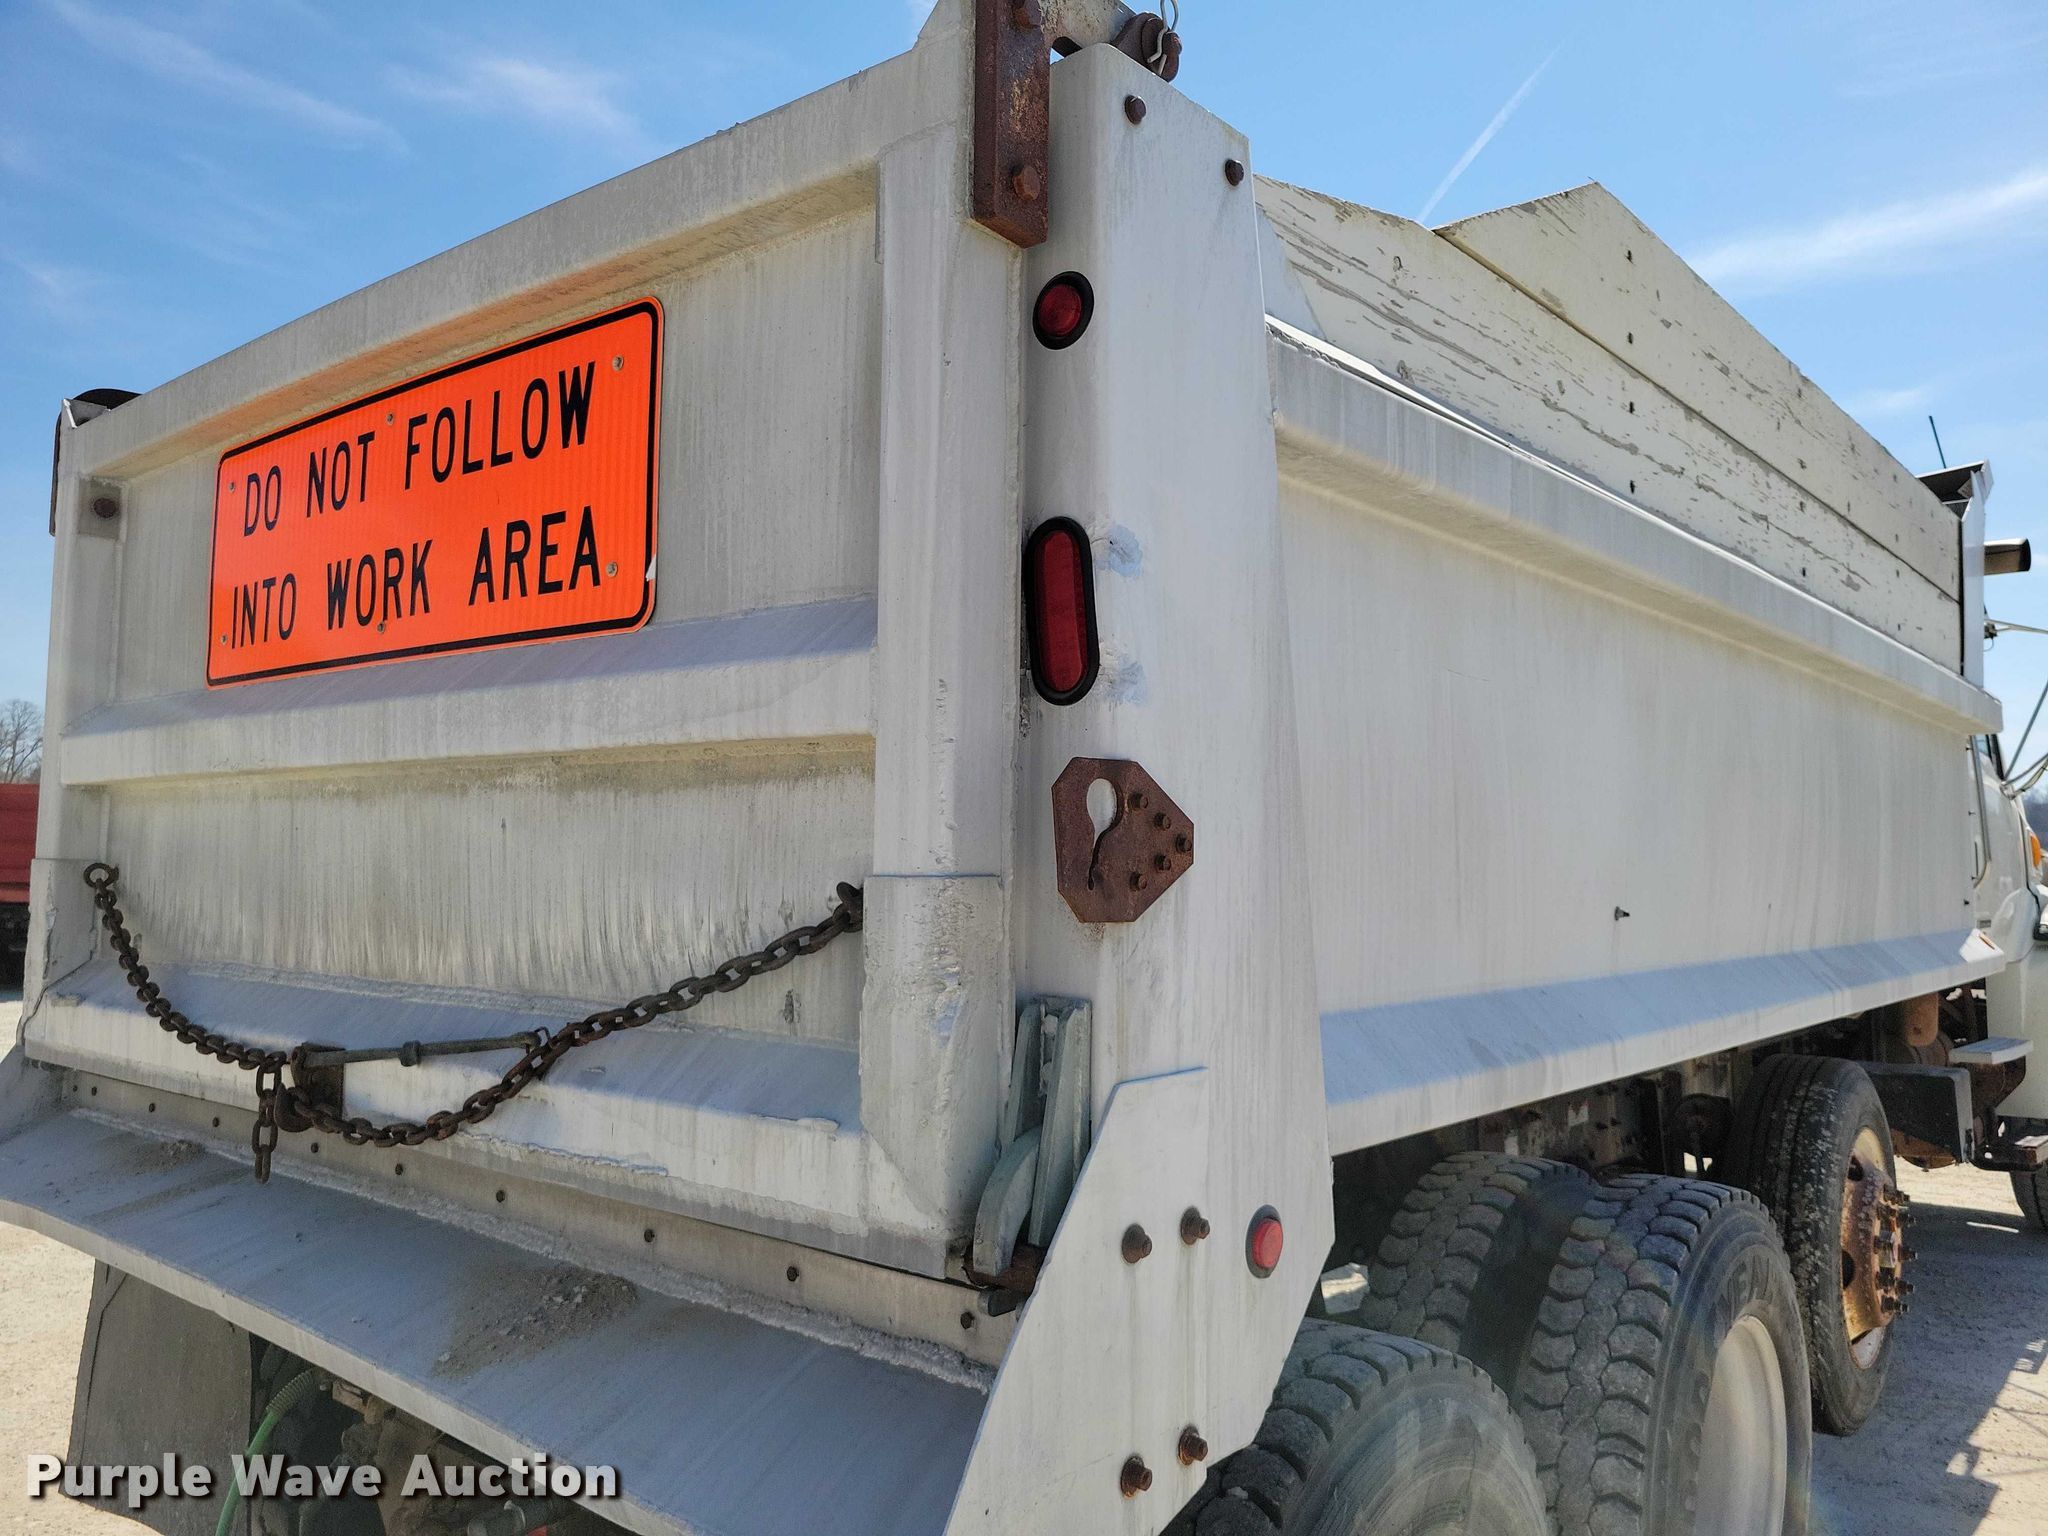 DO NOT FOLLOW
INTO WORK AREA
Purple Wave Auction